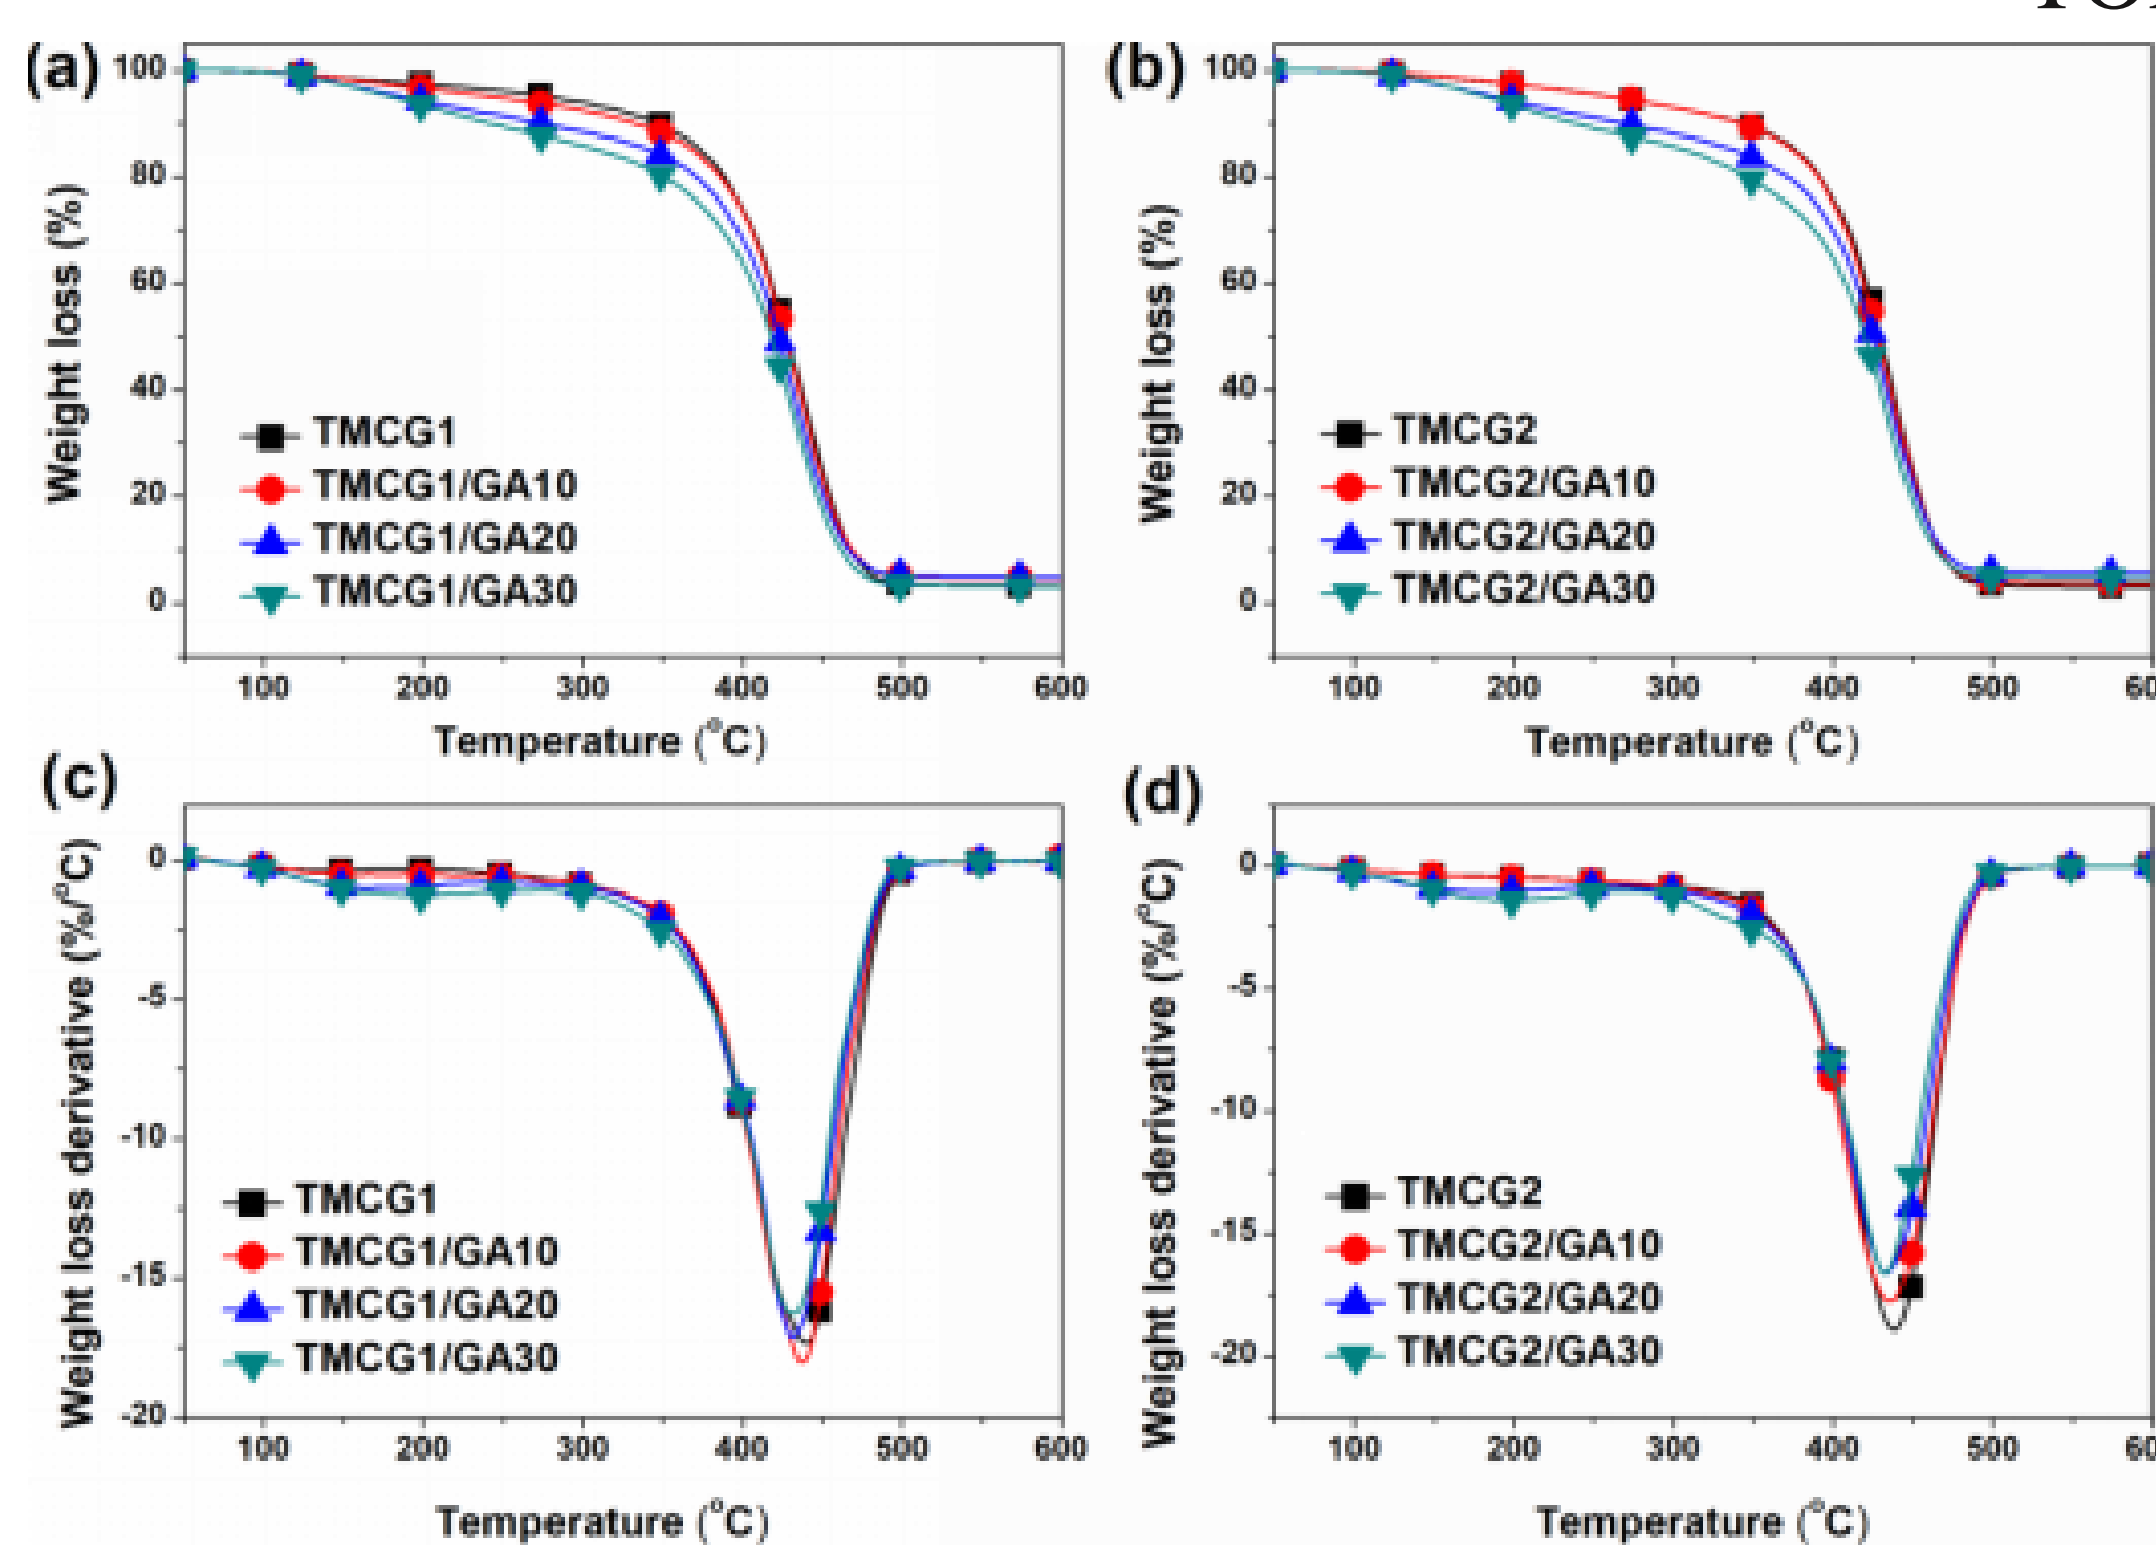 (a)
100
80
60
40
20
0
Weight loss (%)
TMCG1
TMCG1/GA10
TMCG1/GA20
TMCG1/GA30
100 200 300 400 500 600
Temperature (°C)
(b)
100
80
60
40
20
0
Weight loss (%)
TMCG2
TMCG2/GA10
TMCG2/GA20
TMCG2/GA30
100 200 300 400 500 60
Temperature (°C)
(c)
0
-5
-10
-15
-20
Weight loss derivative (%/°C)
TMCG1
TMCG1/GA10
TMCG1/GA20
TMCG1/GA30
100 200 300 400 500 600
Temperature (°C)
(d)
0
-5
-10
-15
-20
Weight loss derivative (%/°C)
TMCG2
TMCG2/GA10
TMCG2/GA20
TMCG2/GA30
100 200 300 400 500 60
Temperature (°C)